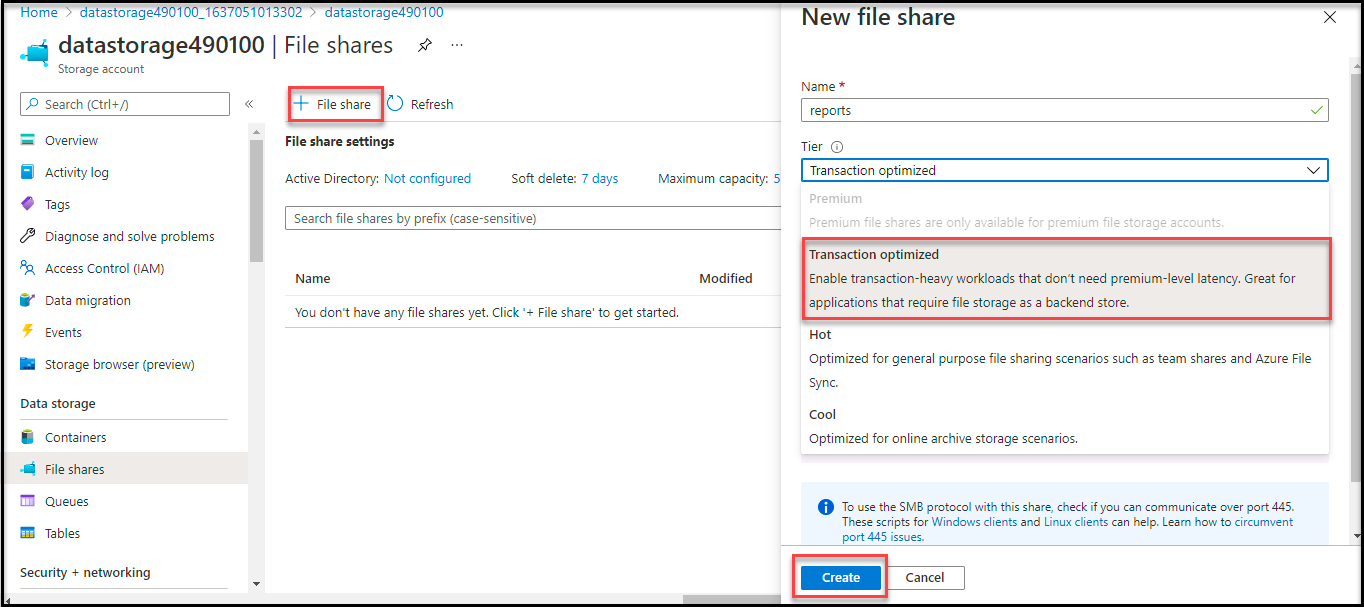 Home > datastorage490100_1637051013302 > datastorage490100
datastorage490100 | File shares
...
Storage account
Search (Ctrl+/)
«
Overview
Activity log
Tags
Diagnose and solve problems
Access Control (IAM)
Data migration
Events
Storage browser (preview)
Data storage
Containers
File shares
Queues
Tables
Security + networking
+ File share
Refresh
File share settings
Active Directory: Not configured Soft delete: 7 days Maximum capacity: 5
Search file shares by prefix (case-sensitive)
Name Modified
You don't have any file shares yet. Click '+ File share' to get started.
New file share
Name *
reports
Tier
Transaction optimized
Premium
Premium file shares are only available for premium file storage accounts.
Transaction optimized
Enable transaction-heavy workloads that don't need premium-level latency. Great for
applications that require file storage as a backend store.
Hot
Optimized for general purpose file sharing scenarios such as team shares and Azure File
Sync.
Cool
Optimized for online archive storage scenarios.
To use the SMB protocol with this share, check if you can communicate over port 445.
These scripts for Windows clients and Linux clients can help. Learn how to circumvent
port 445 issues.
Create
Cancel